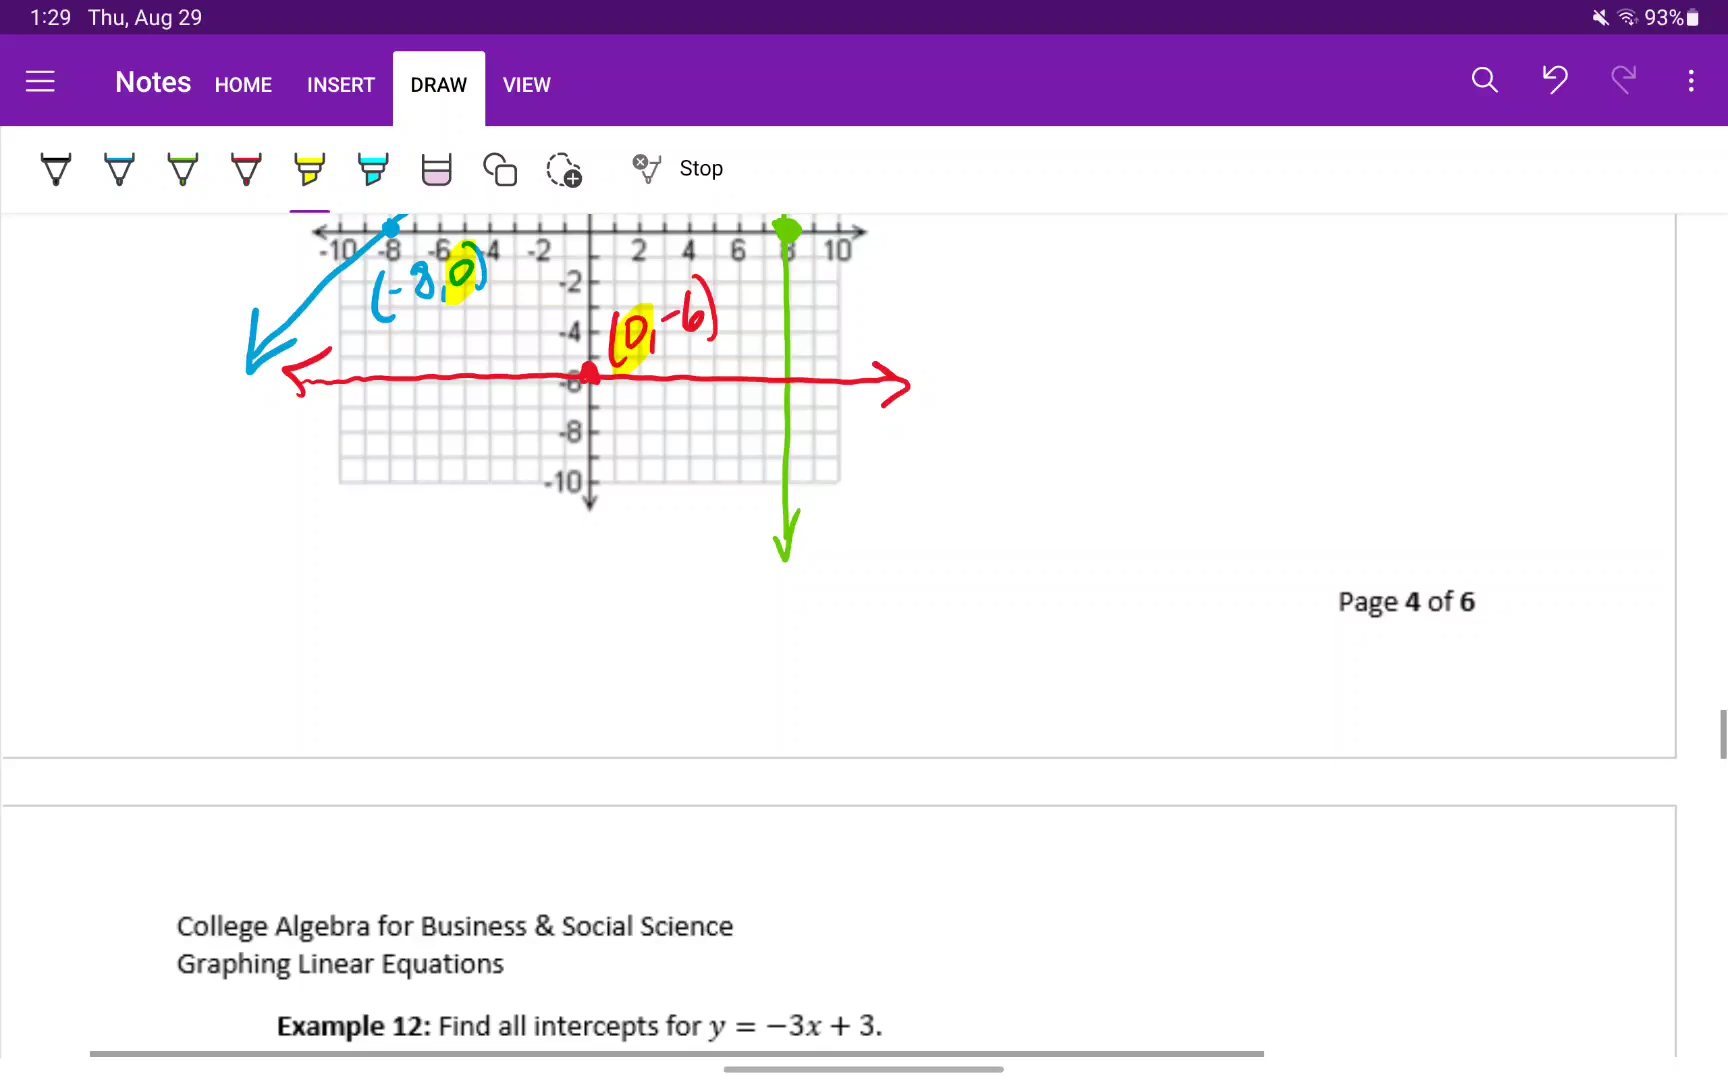 1:29 Thu, Aug 29
93%
Notes HOME INSERT DRAW VIEW
Stop
-10 -8 -6 -4 -2 2 4 6 8 10
(-8,0)
-2
(0,-6)
-4
-6
-8
-10
Page 4 of 6
College Algebra for Business & Social Science
Graphing Linear Equations
Example 12: Find all intercepts for y = −3x + 3.